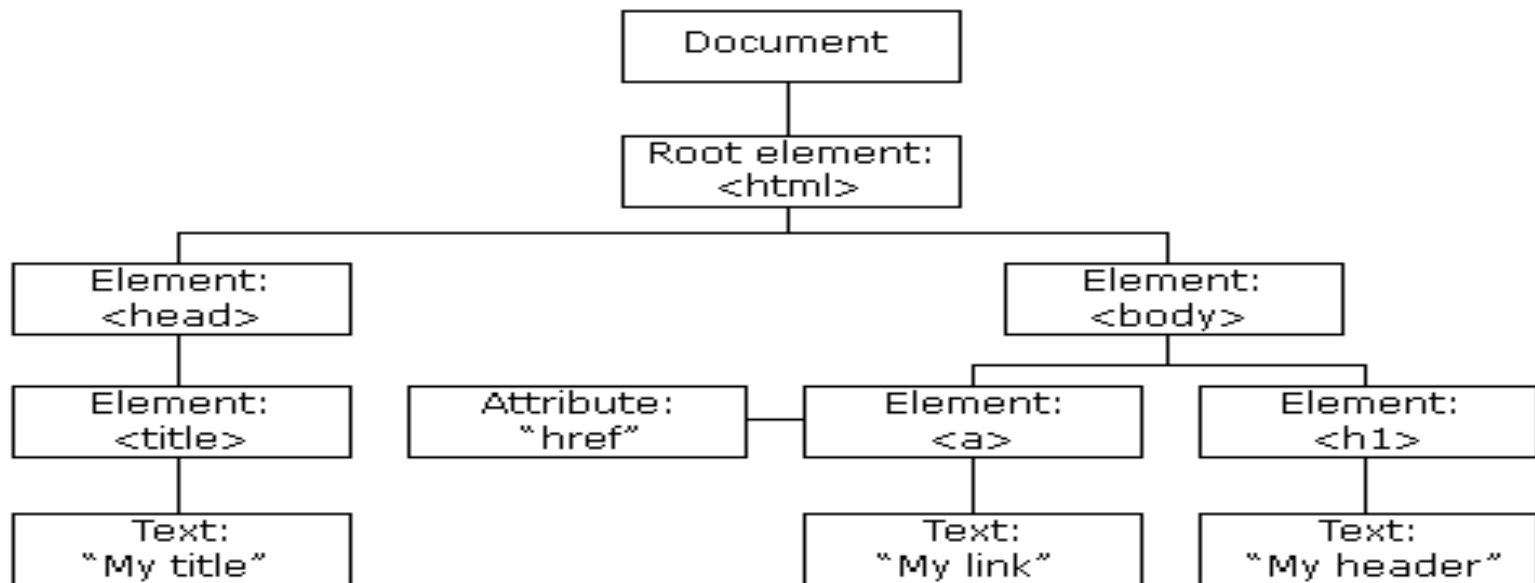 Document
Root element:
<html>
Element:
<head>
Element:
<body>
Element:
<title>
Attribute:
“href”
Element:
<a>
Element:
<h1>
Text:
“My title”
Text:
“My link”
Text:
“My header”